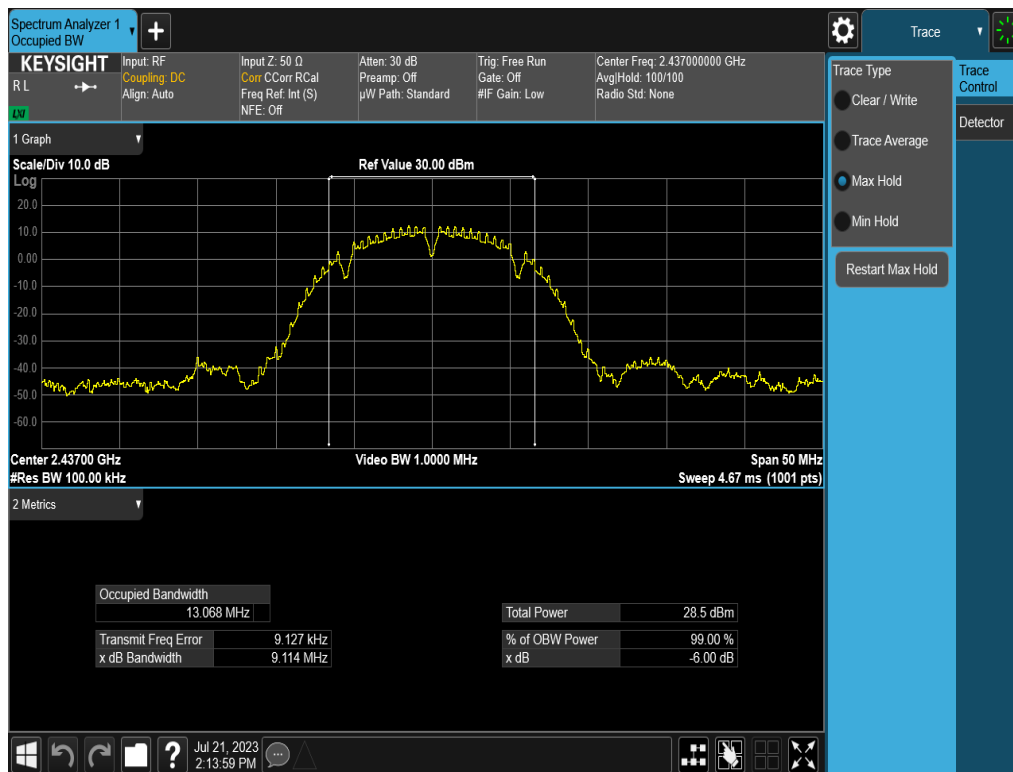 Spectrum Analyzer 1
Occupied BW
+
Trace
KEYSIGHT
R L
LXI
Input: RF
Coupling: DC
Align: Auto
Input Z: 50 Ω
Corr CCorr RCal
Freq Ref: Int (S)
NFE: Off
Atten: 30 dB
Preamp: Off
µW Path: Standard
Trig: Free Run
Gate: Off
#IF Gain: Low
Center Freq: 2.437000000 GHz
Avg|Hold: 100/100
Radio Std: None
Trace Type
Clear / Write
Trace Average
Max Hold
Min Hold
Restart Max Hold
Trace
Control
Detector
1 Graph
Scale/Div 10.0 dB
Ref Value 30.00 dBm
Log
20.0
10.0
0.00
-10.0
-20.0
-30.0
-40.0
-50.0
-60.0
Center 2.43700 GHz
Video BW 1.0000 MHz
Span 50 MHz
#Res BW 100.00 kHz
Sweep 4.67 ms (1001 pts)
2 Metrics
Occupied Bandwidth
13.068 MHz
Total Power 28.5 dBm
Transmit Freq Error 9.127 kHz
% of OBW Power 99.00 %
x dB Bandwidth 9.114 MHz
x dB -6.00 dB
?
Jul 21, 2023
2:13:59 PM